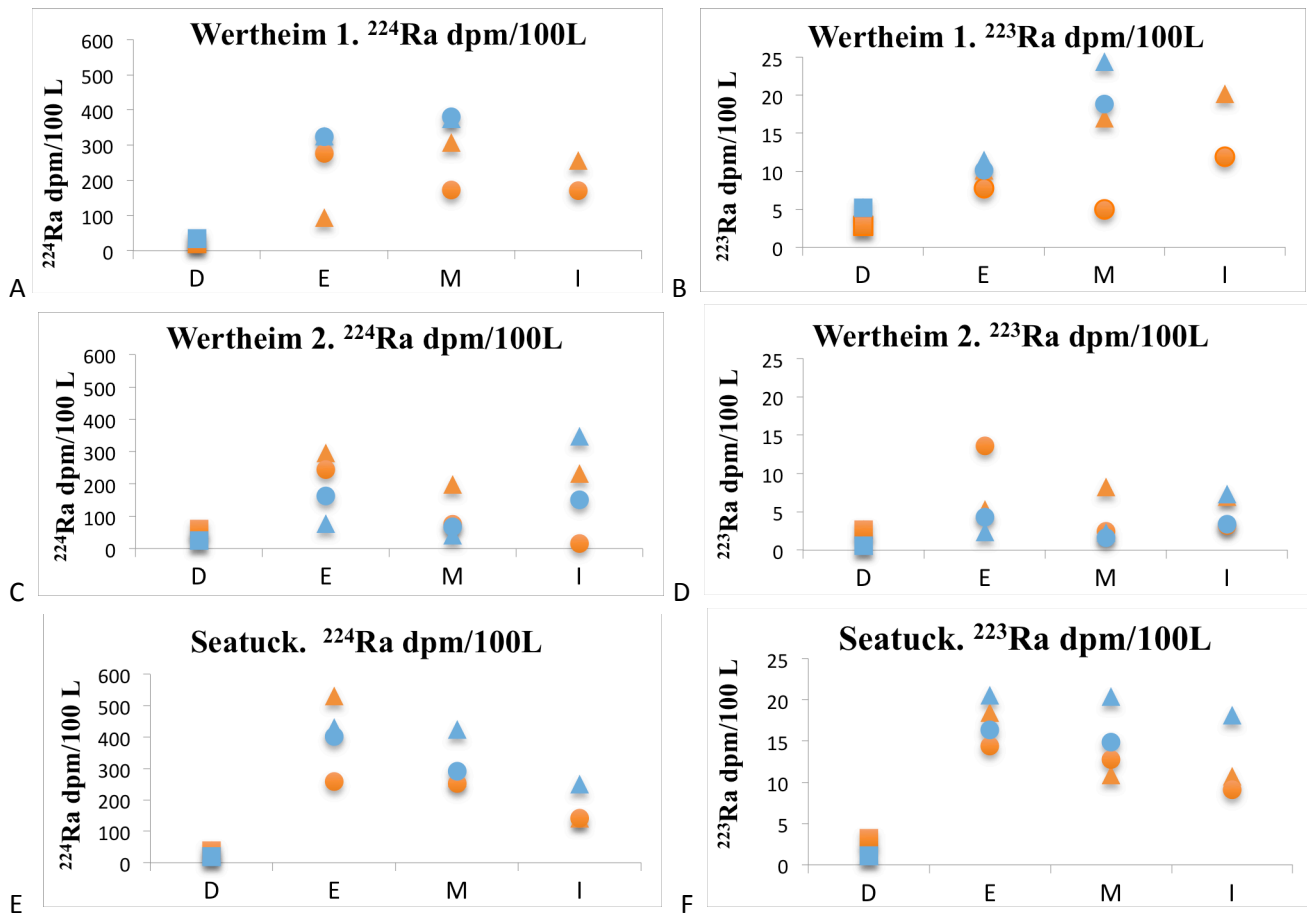 Wertheim 1. ²²⁴Ra dpm/100L
²²⁴Ra dpm/100 L
600
500
400
300
200
100
0
D E M I
A
Wertheim 1. ²²³Ra dpm/100L
²²³Ra dpm/100 L
25
20
15
10
5
0
D E M I
B
Wertheim 2. ²²⁴Ra dpm/100L
²²⁴Ra dpm/100 L
600
500
400
300
200
100
0
D E M I
C
Wertheim 2. ²²³Ra dpm/100L
²²³Ra dpm/100 L
25
20
15
10
5
0
D E M I
D
Seatuck. ²²⁴Ra dpm/100L
²²⁴Ra dpm/100 L
600
500
400
300
200
100
0
D E M I
E
Seatuck. ²²³Ra dpm/100L
²²³Ra dpm/100 L
25
20
15
10
5
0
D E M I
F